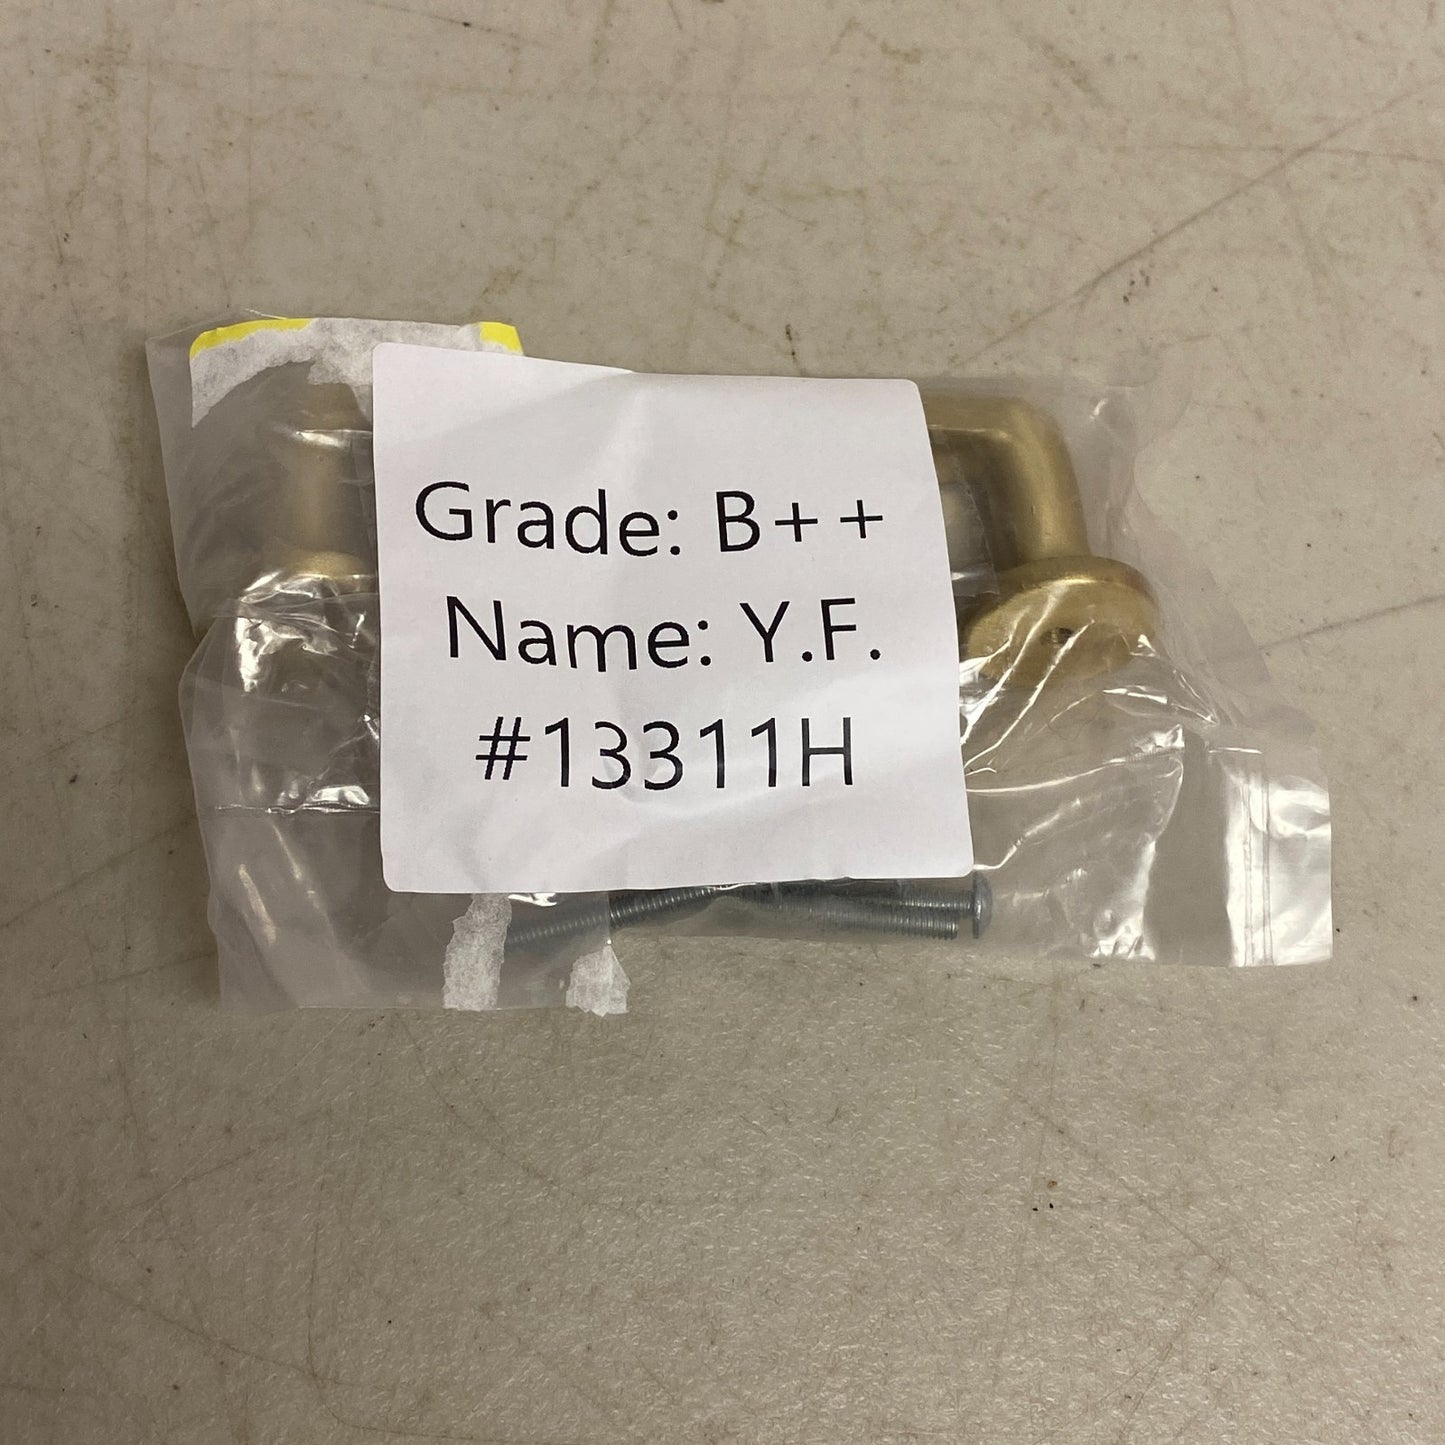 Grade: B++
Name: Y.F.
#13311H